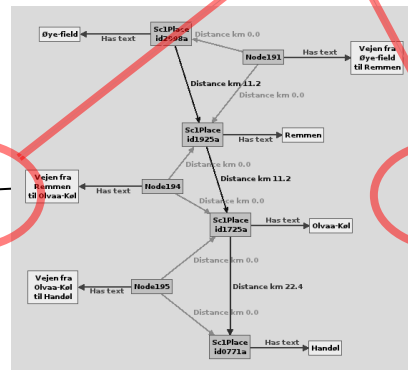 Sc1Place
id2998a
Øye-field
Has text
Distance km 0.0
Node191
Has text
Vejen fra
Øye-field
til Remmen
Distance km 11.2
Distance km 0.0
Sc1Place
id1925a
Has text
Remmen
Distance km 0.0
Vejen fra
Remmen
til Olvaa-Køl
Has text
Node194
Distance km 11.2
Distance km 0.0
Sc1Place
id1725a
Has text
Olvaa-Køl
Distance km 0.0
Vejen fra
Olvaa-Køl
til Handøl
Has text
Node195
Distance km 22.4
Distance km 0.0
Sc1Place
id0771a
Has text
Handøl